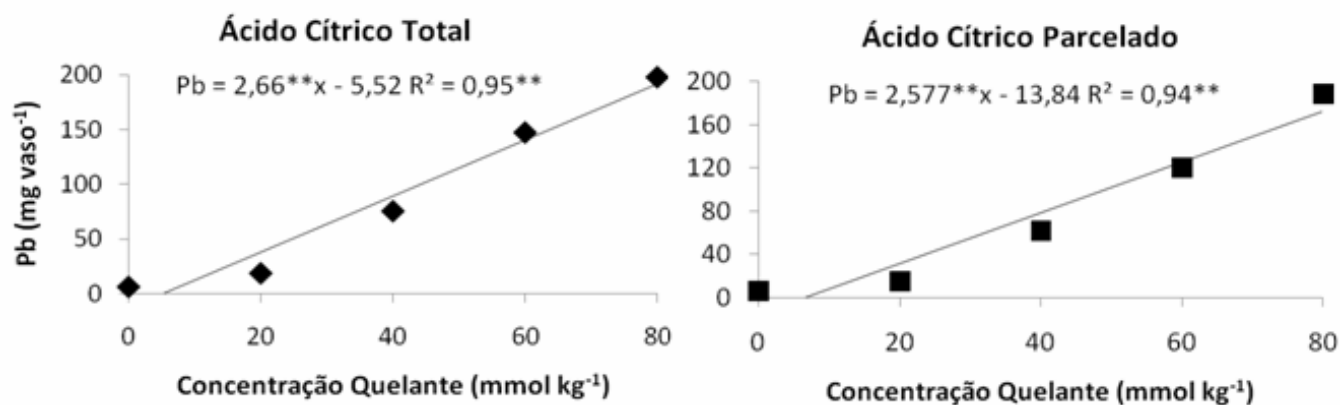 Ácido Cítrico Total
Pb = 2,66**x - 5,52 R² = 0,95**
Pb (mg vaso⁻¹)
200
150
100
50
0
0 20 40 60 80
Concentração Quelante (mmol kg⁻¹)
Ácido Cítrico Parcelado
Pb = 2,577**x - 13,84 R² = 0,94**
200
160
120
80
40
0
0 20 40 60 80
Concentração Quelante (mmol kg⁻¹)